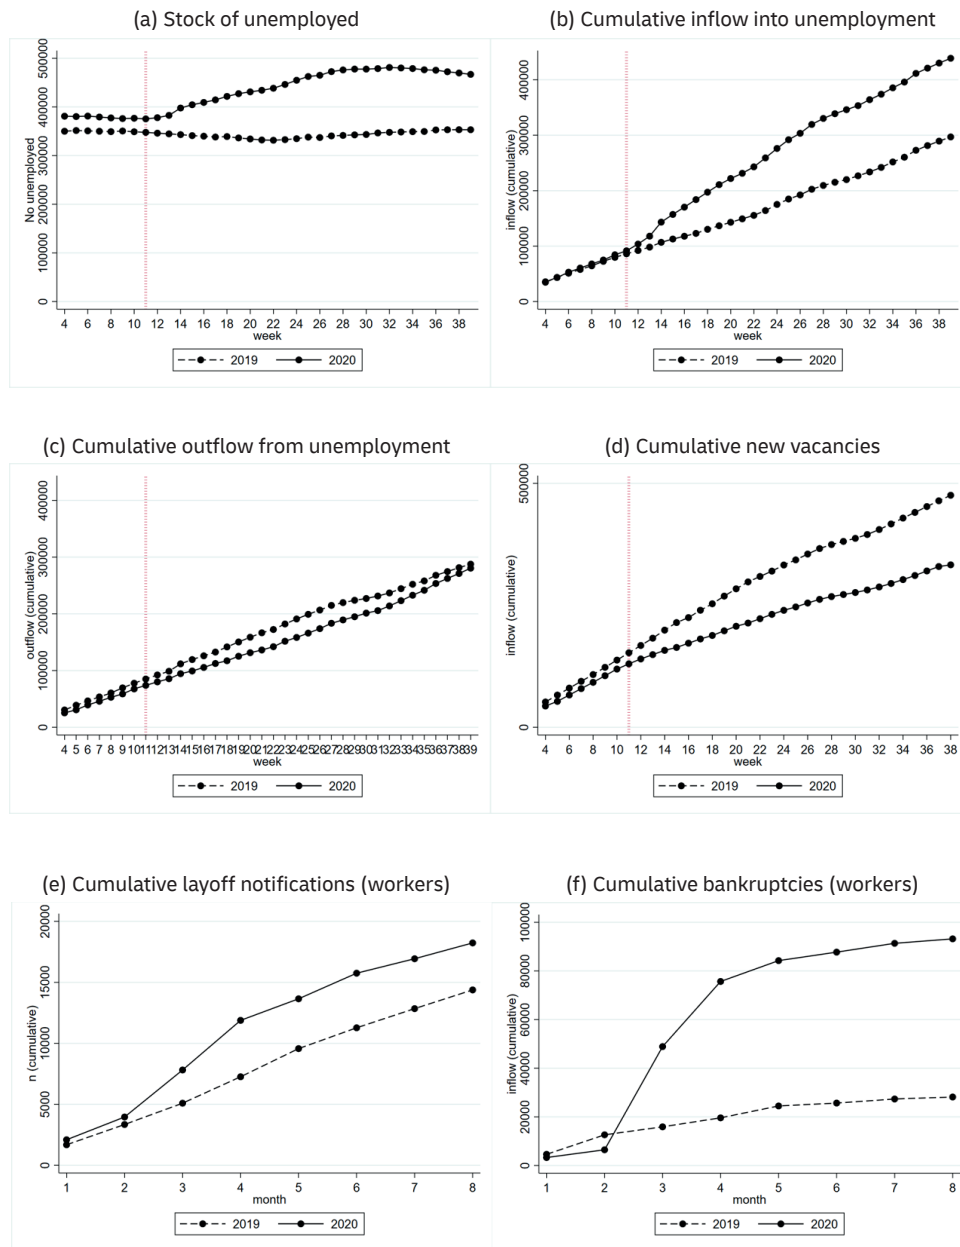 (a) Stock of unemployed
No unemployed
0 100000 200000 300000 400000 500000
4 6 8 10 12 14 16 18 20 22 24 26 28 30 32 34 36 38
week
2019 2020
(b) Cumulative inflow into unemployment
inflow (cumulative)
0 100000 200000 300000 400000
4 6 8 10 12 14 16 18 20 22 24 26 28 30 32 34 36 38
week
2019 2020
(c) Cumulative outflow from unemployment
outflow (cumulative)
0 100000 200000 300000 400000
4 5 6 7 8 9 10 11 12 13 14 15 16 17 18 19 20 21 22 23 24 25 26 27 28 29 30 31 32 33 34 35 36 37 38 39
week
2019 2020
(d) Cumulative new vacancies
inflow (cumulative)
0 500000
4 6 8 10 12 14 16 18 20 22 24 26 28 30 32 34 36 38
week
2019 2020
(e) Cumulative layoff notifications (workers)
n (cumulative)
0 5000 10000 15000 20000
1 2 3 4 5 6 7 8
month
2019 2020
(f) Cumulative bankruptcies (workers)
inflow (cumulative)
0 20000 40000 60000 80000 100000
1 2 3 4 5 6 7 8
month
2019 2020